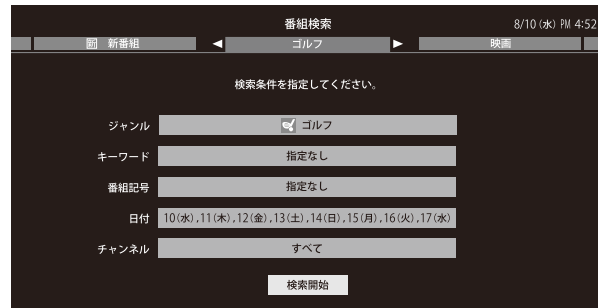 番組検索 8/10(水) PM 4:52
新 新番組 ◀ ゴルフ ▶ 映画
検索条件を指定してください。
ジャンル ゴルフ
キーワード 指定なし
番組記号 指定なし
日付 10(水),11(木),12(金),13(土),14(日),15(月),16(火),17(水)
チャンネル すべて
検索開始